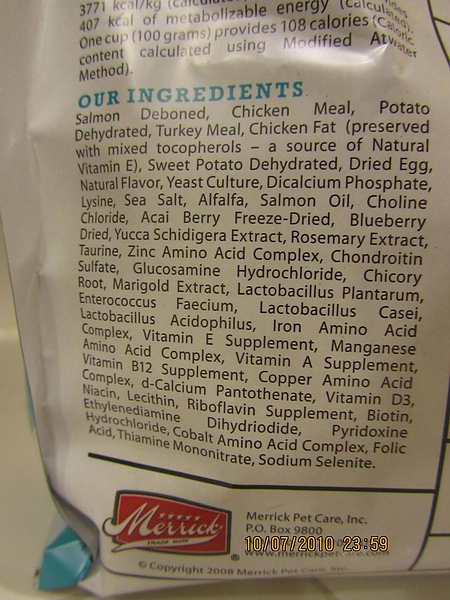 3771 kcal/kg (calculated)
407 kcal of metabolizable energy (calculated).
One cup (100 grams) provides 108 calories (Caloric
content calculated using Modified Atwater
Method).
OUR INGREDIENTS
Salmon Deboned, Chicken Meal, Potato
Dehydrated, Turkey Meal, Chicken Fat (preserved
with mixed tocopherols – a source of Natural
Vitamin E), Sweet Potato Dehydrated, Dried Egg,
Natural Flavor, Yeast Culture, Dicalcium Phosphate,
Lysine, Sea Salt, Alfalfa, Salmon Oil, Choline
Chloride, Acai Berry Freeze-Dried, Blueberry
Dried, Yucca Schidigera Extract, Rosemary Extract,
Taurine, Zinc Amino Acid Complex, Chondroitin
Sulfate, Glucosamine Hydrochloride, Chicory
Root, Marigold Extract, Lactobacillus Plantarum,
Enterococcus Faecium, Lactobacillus Casei,
Lactobacillus Acidophilus, Iron Amino Acid
Complex, Vitamin E Supplement, Manganese
Amino Acid Complex, Vitamin A Supplement,
Vitamin B12 Supplement, Copper Amino Acid
Complex, d-Calcium Pantothenate, Vitamin D3,
Niacin, Lecithin, Riboflavin Supplement, Biotin,
Ethylenediamine Dihydriodide, Pyridoxine
Hydrochloride, Cobalt Amino Acid Complex, Folic
Acid, Thiamine Mononitrate, Sodium Selenite.
Merrick®
TRADE MARK
Merrick Pet Care, Inc.
P.O. Box 9800
10/07/2010 23:59
www.merrickpetcare.com
© Copyright 2008 Merrick Pet Care, Inc.